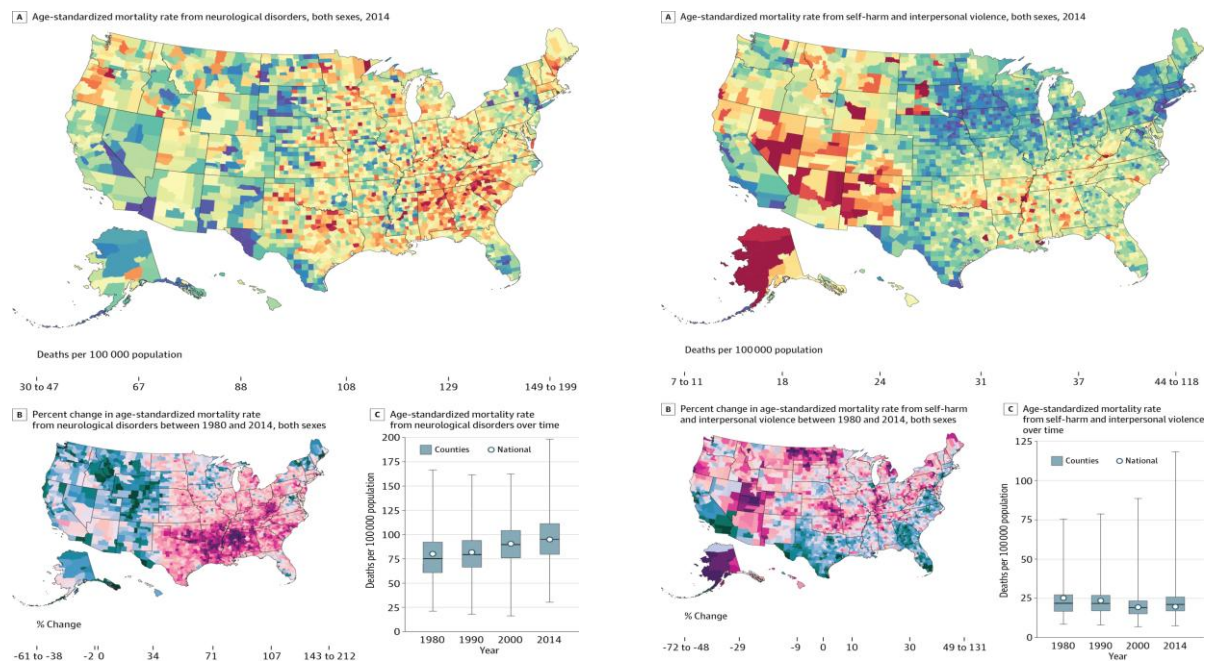 A Age-standardized mortality rate from neurological disorders, both sexes, 2014
Deaths per 100 000 population
30 to 47 67 88 108 129 149 to 199
B Percent change in age-standardized mortality rate
from neurological disorders between 1980 and 2014, both sexes
% Change
-61 to -38 -2 0 34 71 107 143 to 212
C Age-standardized mortality rate
from neurological disorders over time
Counties National
Deaths per 100 000 population
200
175
150
125
100
75
50
25
0
1980 1990 2000 2014
Year
A Age-standardized mortality rate from self-harm and interpersonal violence, both sexes, 2014
Deaths per 100 000 population
7 to 11 18 24 31 37 44 to 118
B Percent change in age-standardized mortality rate from self-harm
and interpersonal violence between 1980 and 2014, both sexes
% Change
-72 to -48 -29 -9 0 10 30 49 to 131
C Age-standardized mortality rate
from self-harm and interpersonal violence
over time
Counties National
Deaths per 100 000 population
125
100
75
50
25
0
1980 1990 2000 2014
Year